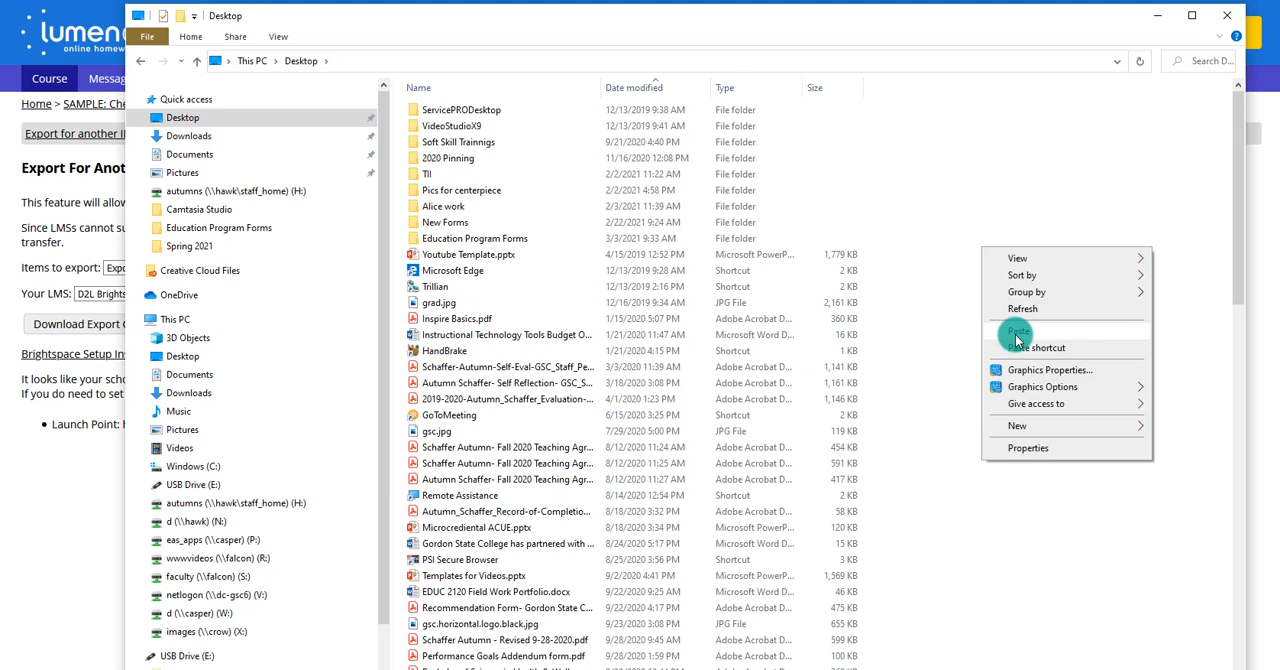 Desktop
File Home Share View
This PC > Desktop >
Search D...
lumen
online homew
Course
Messag
Home > SAMPLE: Che
Export for another l
Export For Anot
This feature will allow
Since LMSs cannot su
transfer.
Items to export: Expo
Your LMS: D2L Brights
Download Export
Brightspace Setup In
It looks like your scho
If you do need to set
Launch Point: h
Quick access
Desktop
Downloads
Documents
Pictures
autumns (\\hawk\staff_home) (H:)
Camtasia Studio
Education Program Forms
Spring 2021
Creative Cloud Files
OneDrive
This PC
3D Objects
Desktop
Documents
Downloads
Music
Pictures
Videos
Windows (C:)
USB Drive (E:)
autumns (\\hawk\staff_home) (H:)
d (\\hawk) (N:)
eas_apps (\\casper) (P:)
wwwvideos (\\falcon) (R:)
faculty (\\falcon) (S:)
netlogon (\\dc-gsc6) (V:)
d (\\casper) (W:)
images (\\crow) (X:)
USB Drive (E:)
Name Date modified Type Size
ServicePRODesktop 12/13/2019 9:38 AM File folder
VideoStudioX9 12/13/2019 9:41 AM File folder
Soft Skill Trainnigs 9/21/2020 4:40 PM File folder
2020 Pinning 11/16/2020 12:08 PM File folder
TII 2/2/2021 11:22 AM File folder
Pics for centerpiece 2/2/2021 4:58 PM File folder
Alice work 2/3/2021 11:39 AM File folder
New Forms 2/22/2021 9:24 AM File folder
Education Program Forms 3/3/2021 9:33 AM File folder
Youtube Template.pptx 4/15/2019 12:52 PM Microsoft PowerP... 1,779 KB
Microsoft Edge 12/13/2019 9:28 AM Shortcut 2 KB
Trillian 12/13/2019 2:16 PM Shortcut 2 KB
grad.jpg 12/16/2019 9:34 AM JPG File 2,161 KB
Inspire Basics.pdf 1/15/2020 5:07 PM Adobe Acrobat D... 360 KB
Instructional Technology Tools Budget O... 1/21/2020 11:47 AM Microsoft Word D... 16 KB
HandBrake 1/21/2020 4:15 PM Shortcut 1 KB
Schaffer-Autumn-Self-Eval-GSC_Staff_Pe... 3/3/2020 11:39 AM Adobe Acrobat D... 1,141 KB
Autumn Schaffer- Self Reflection- GSC_S... 3/18/2020 3:08 PM Adobe Acrobat D... 1,161 KB
2019-2020-Autumn_Schaffer_Evaluation-... 4/1/2020 1:23 PM Adobe Acrobat D... 1,146 KB
GoToMeeting 6/15/2020 3:25 PM Shortcut 2 KB
gsc.jpg 7/29/2020 5:00 PM JPG File 119 KB
Schaffer Autumn- Fall 2020 Teaching Agr... 8/12/2020 11:24 AM Adobe Acrobat D... 454 KB
Schaffer Autumn- Fall 2020 Teaching Agr... 8/12/2020 11:25 AM Adobe Acrobat D... 591 KB
Schaffer Autumn- Fall 2020 Teaching Agr... 8/12/2020 11:27 AM Adobe Acrobat D... 417 KB
Remote Assistance 8/14/2020 12:54 PM Shortcut 2 KB
Autumn_Schaffer_Record-of-Completio... 8/18/2020 3:32 PM Adobe Acrobat D... 58 KB
Microcredential ACUE.pptx 8/18/2020 3:34 PM Microsoft PowerP... 120 KB
Gordon State College has partnered with ... 8/24/2020 5:17 PM Microsoft Word D... 15 KB
PSI Secure Browser 8/25/2020 3:56 PM Shortcut 3 KB
Templates for Videos.pptx 9/2/2020 4:41 PM Microsoft PowerP... 1,569 KB
EDUC 2120 Field Work Portfolio.docx 9/22/2020 9:25 AM Microsoft Word D... 46 KB
Recommendation Form- Gordon State C... 9/22/2020 4:17 PM Adobe Acrobat D... 475 KB
gsc.horizontal.logo.black.jpg 9/23/2020 3:08 PM JPG File 655 KB
Schaffer Autumn - Revised 9-28-2020.pdf 9/28/2020 9:45 AM Adobe Acrobat D... 599 KB
Performance Goals Addendum form.pdf 9/28/2020 1:59 PM Adobe Acrobat D... 100 KB
View
Sort by
Group by
Refresh
Paste
Paste shortcut
Graphics Properties...
Graphics Options
Give access to
New
Properties